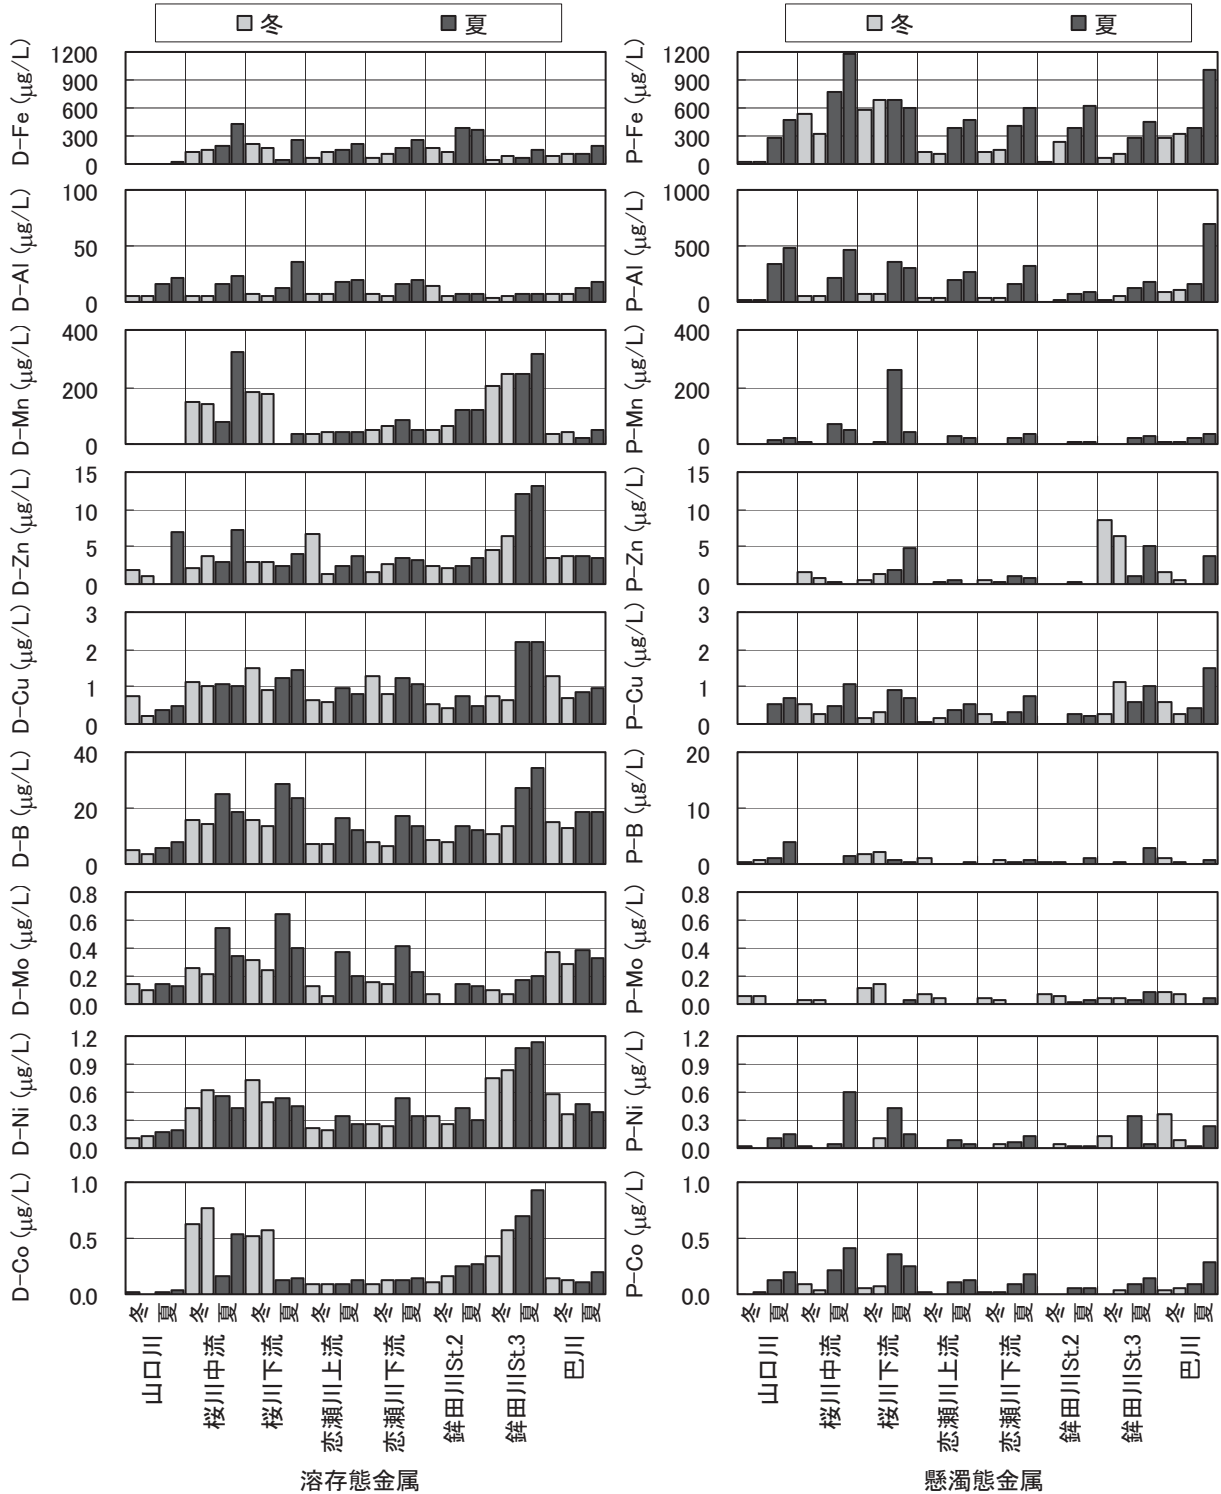 冬 夏
D-Fe (μg/L)
1200
900
600
300
0
D-Al (μg/L)
100
50
0
D-Mn (μg/L)
400
200
0
D-Zn (μg/L)
15
10
5
0
D-Cu (μg/L)
3
2
1
0
D-B (μg/L)
40
20
0
D-Mo (μg/L)
0.8
0.6
0.4
0.2
0.0
D-Ni (μg/L)
1.2
0.9
0.6
0.3
0.0
D-Co (μg/L)
1.0
0.5
0.0
冬 夏 冬 夏 冬 夏 冬 夏 冬 夏 冬 夏 冬 夏 冬 夏
山口川
桜川中流
桜川下流
恋瀬川上流
恋瀬川下流
鉾田川St.2
鉾田川St.3
巴川
溶存態金属
冬 夏
P-Fe (μg/L)
1200
900
600
300
0
P-Al (μg/L)
1000
500
0
P-Mn (μg/L)
400
200
0
P-Zn (μg/L)
15
10
5
0
P-Cu (μg/L)
3
2
1
0
P-B (μg/L)
20
10
0
P-Mo (μg/L)
0.8
0.6
0.4
0.2
0.0
P-Ni (μg/L)
1.2
0.9
0.6
0.3
0.0
P-Co (μg/L)
1.0
0.5
0.0
冬 夏 冬 夏 冬 夏 冬 夏 冬 夏 冬 夏 冬 夏 冬 夏
山口川
桜川中流
桜川下流
恋瀬川上流
恋瀬川下流
鉾田川St.2
鉾田川St.3
巴川
懸濁態金属